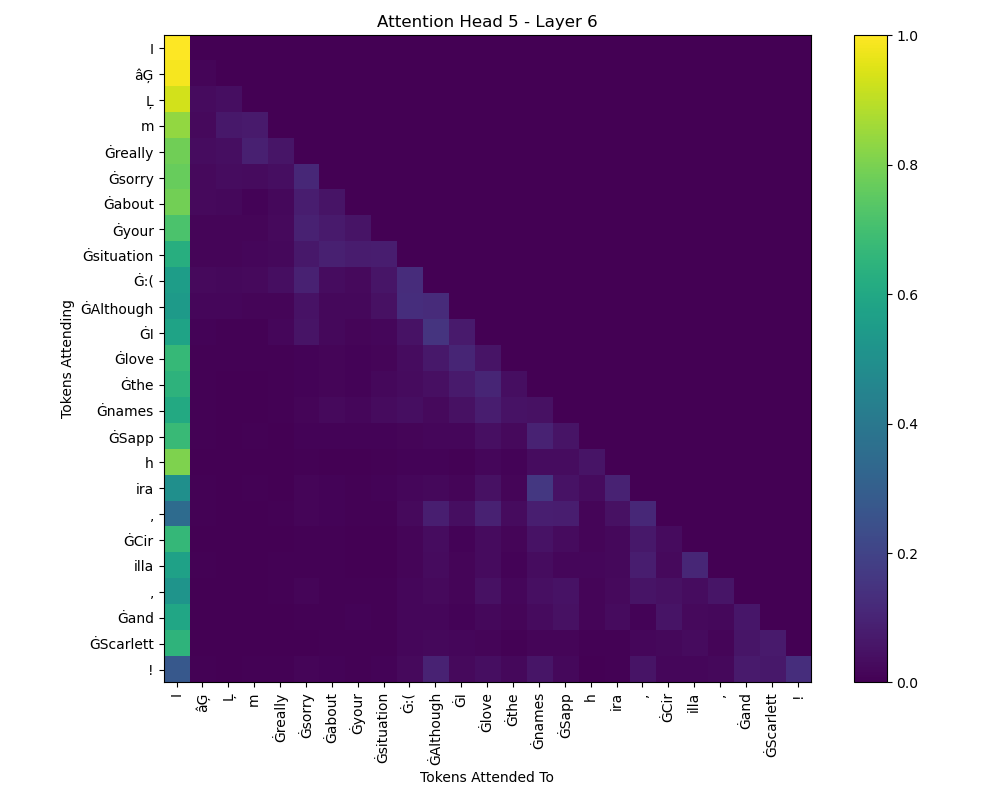 Attention Head 5 - Layer 6
Tokens Attending
I
âĢ
Ļ
m
Ġreally
Ġsorry
Ġabout
Ġyour
Ġsituation
Ġ:(
ĠAlthough
ĠI
Ġlove
Ġthe
Ġnames
ĠSapp
h
ira
,
ĠCir
illa
,
Ġand
ĠScarlett
!
I
âĢ
Ļ
m
Ġreally
Ġsorry
Ġabout
Ġyour
Ġsituation
Ġ:(
ĠAlthough
ĠI
Ġlove
Ġthe
Ġnames
ĠSapp
h
ira
,
ĠCir
illa
,
Ġand
ĠScarlett
!
Tokens Attended To
1.0
0.8
0.6
0.4
0.2
0.0